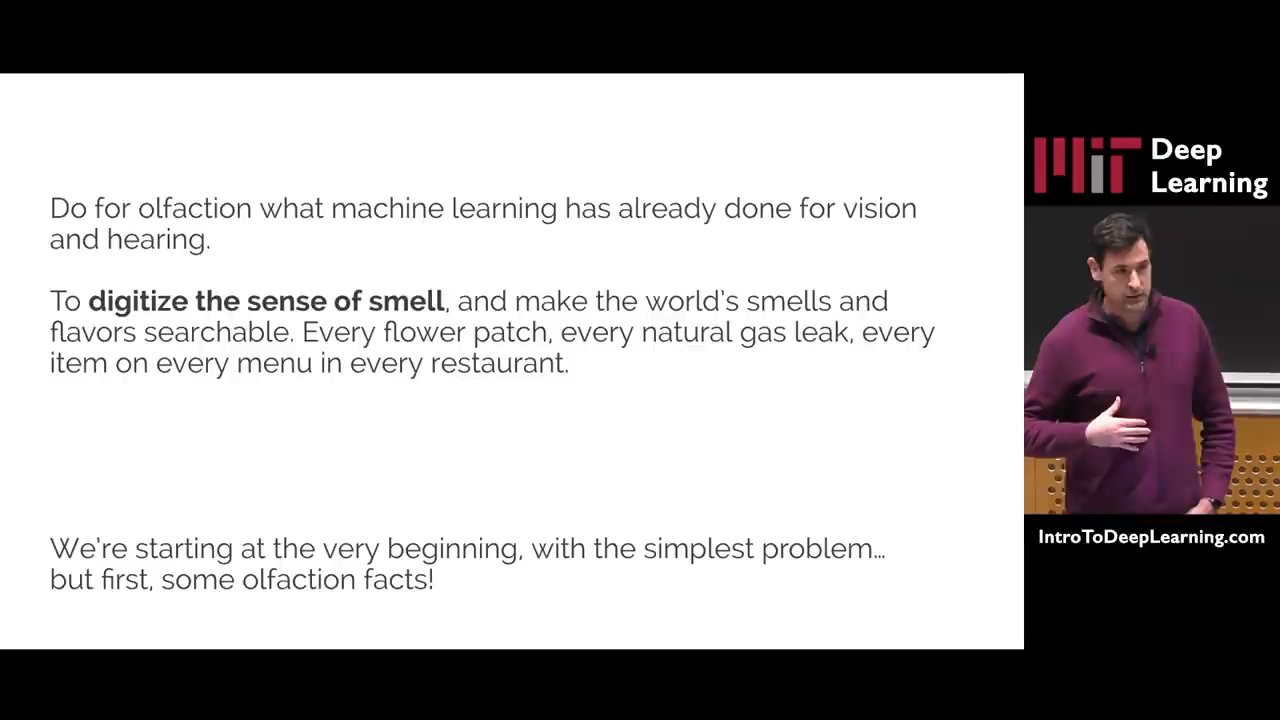 Do for olfaction what machine learning has already done for vision
and hearing.
To digitize the sense of smell, and make the world's smells and
flavors searchable. Every flower patch, every natural gas leak, every
item on every menu in every restaurant.
We're starting at the very beginning, with the simplest problem…
but first, some olfaction facts!
MIT Deep
Learning
IntroToDeepLearning.com